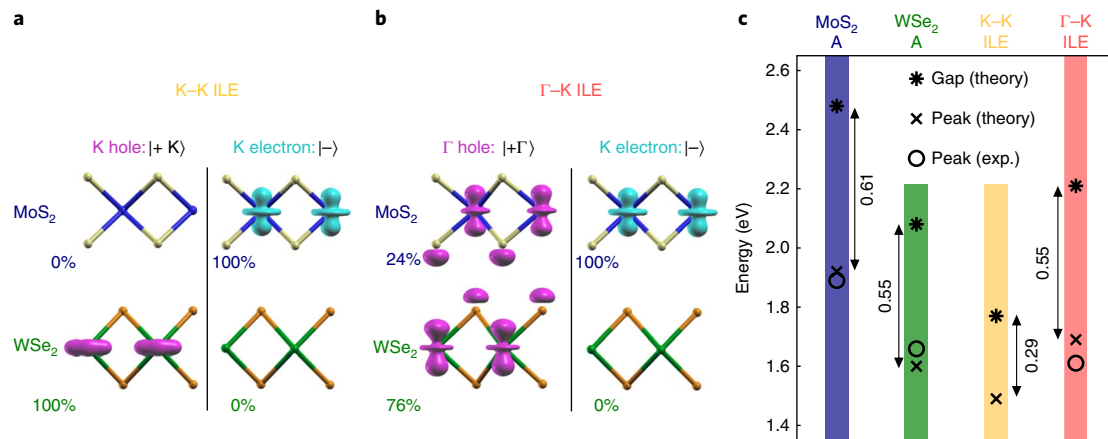 a
K–K ILE
K hole: |+ K⟩
K electron: |−⟩
MoS₂
0%
100%
WSe₂
100%
0%
b
Γ–K ILE
Γ hole: |+Γ⟩
K electron: |−⟩
MoS₂
24%
100%
WSe₂
76%
0%
c
MoS₂
A
WSe₂
A
K–K
ILE
Γ–K
ILE
Energy (eV)
2.6
2.4
2.2
2.0
1.8
1.6
1.4
Gap (theory)
Peak (theory)
Peak (exp.)
0.61
0.55
0.29
0.55